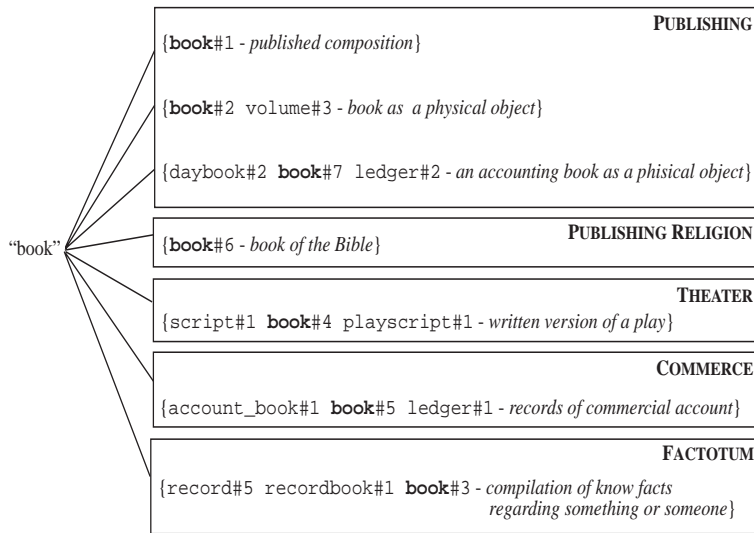 PUBLISHING
{book#1 - published composition}
{book#2 volume#3 - book as a physical object}
{daybook#2 book#7 ledger#2 - an accounting book as a phisical object}
“book”
PUBLISHING RELIGION
{book#6 - book of the Bible}
THEATER
{script#1 book#4 playscript#1 - written version of a play}
COMMERCE
{account_book#1 book#5 ledger#1 - records of commercial account}
FACTOTUM
{record#5 recordbook#1 book#3 - compilation of know facts
regarding something or someone}